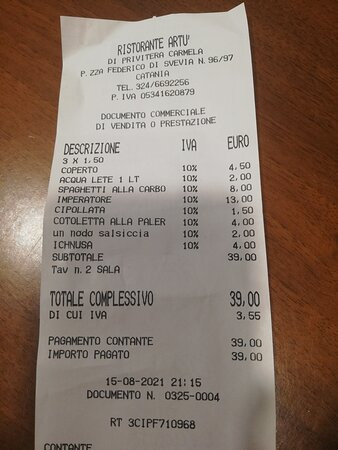 RISTORANTE ARTU'
DI PRIVITERA CARMELA
P.ZZA FEDERICO DI SVEVIA N.96/97
CATANIA
TEL. 324/6692256
P. IVA 05341620879
DOCUMENTO COMMERCIALE
DI VENDITA O PRESTAZIONE
DESCRIZIONE IVA EURO
3 X 1,50
COPERTO 10% 4,50
ACQUA LETE 1 LT 10% 2,00
SPAGHETTI ALLA CARBO 10% 8,00
IMPERATORE 10% 13,00
CIPOLLATA 10% 1,50
COTOLETTA ALLA PALER 10% 4,00
un nodo salsiccia 10% 2,00
ICHNUSA 10% 4,00
SUBTOTALE 39,00
Tav n.2 SALA
TOTALE COMPLESSIVO 39,00
DI CUI IVA 3,55
PAGAMENTO CONTANTE 39,00
IMPORTO PAGATO 39,00
15-08-2021 21:15
DOCUMENTO N. 0325-0004
RT 3CIPF710968
CONTANTE